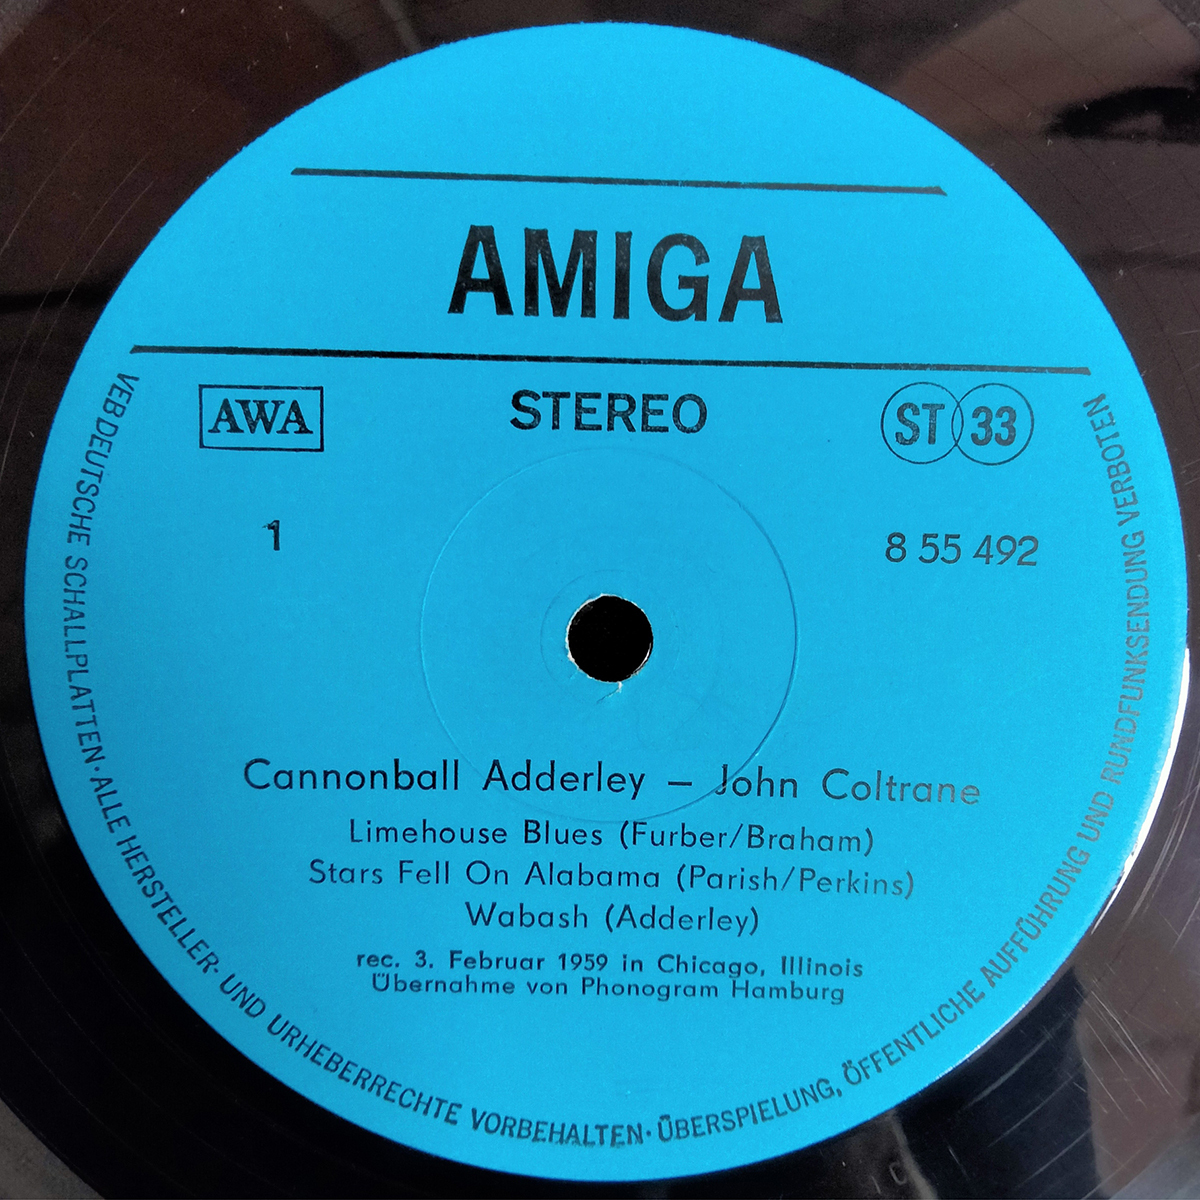 AMIGA
AWA
STEREO
ST 33
1
8 55 492
Cannonball Adderley – John Coltrane
Limehouse Blues (Furber/Braham)
Stars Fell On Alabama (Parish/Perkins)
Wabash (Adderley)
rec. 3. Februar 1959 in Chicago, Illinois
Übernahme von Phonogram Hamburg
VEB DEUTSCHE SCHALLPLATTEN · ALLE HERSTELLER- UND URHEBERRECHTE VORBEHALTEN · ÜBERSPIELUNG, ÖFFENTLICHE AUFFÜHRUNG UND RUNDFUNKSENDUNG VERBOTEN